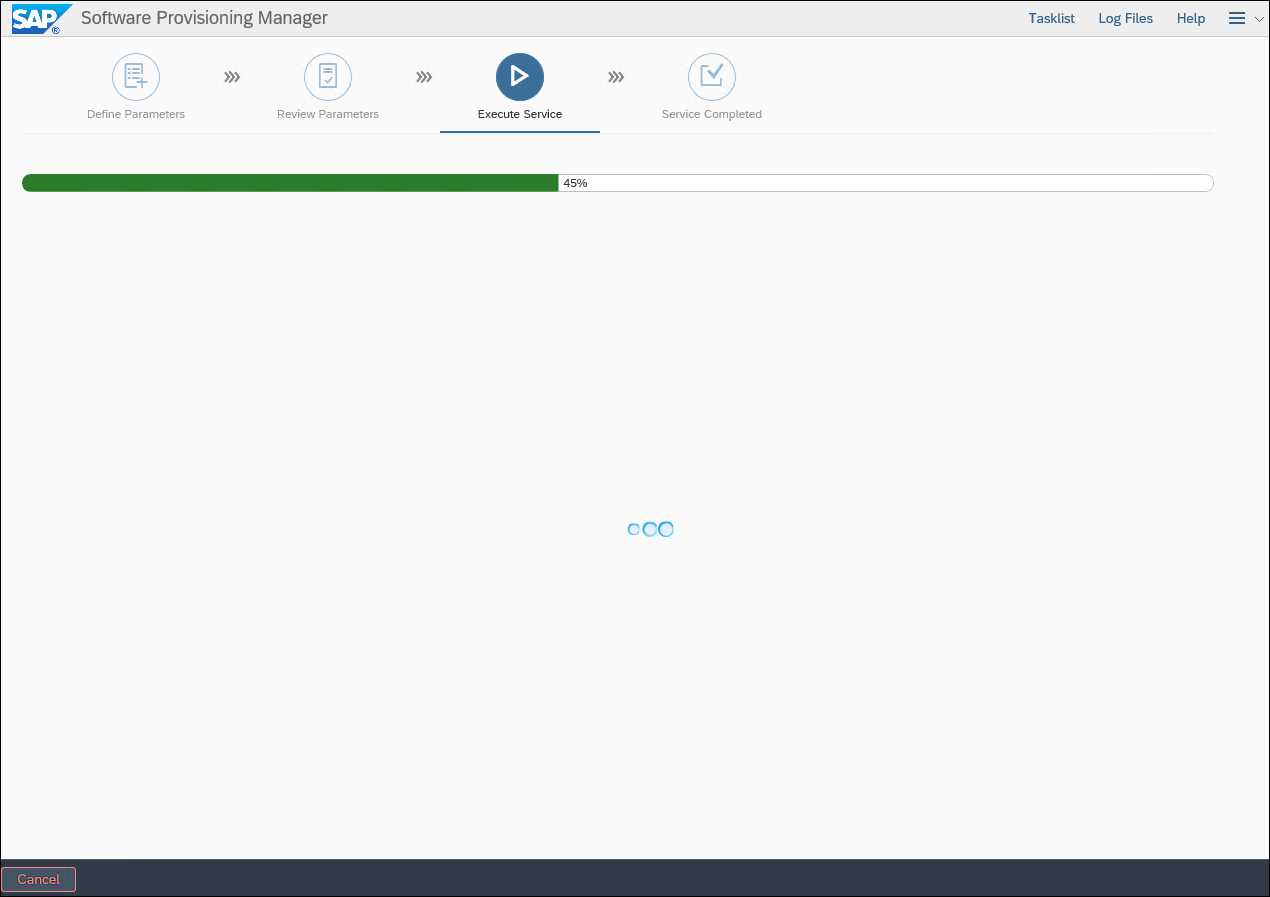 SAP® Software Provisioning Manager Tasklist Log Files Help
Define Parameters Review Parameters Execute Service Service Completed
45%
Cancel